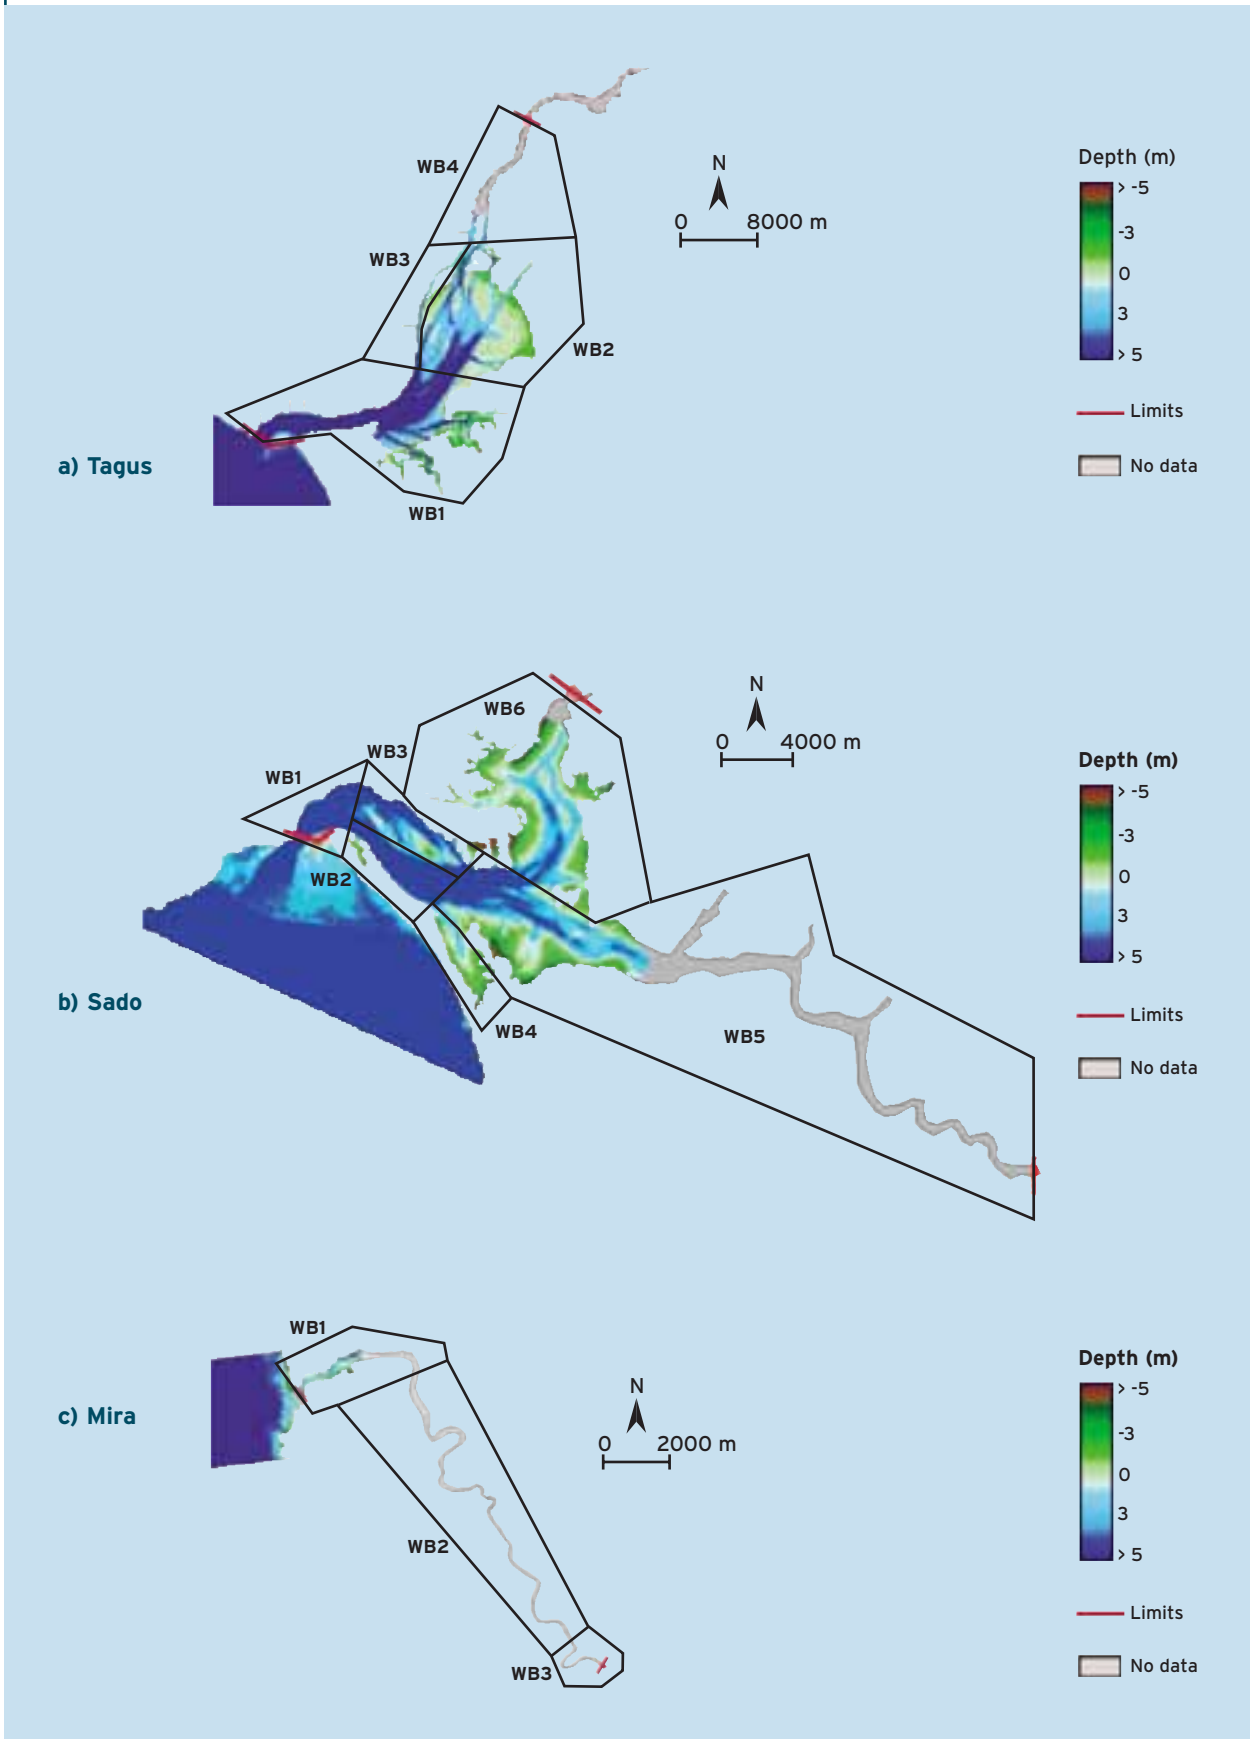 WB4
N
0 8000 m
WB3
WB2
WB1
a) Tagus
Depth (m)
> -5
-3
0
3
> 5
Limits
No data
WB6
WB3
WB1
WB2
N
0 4000 m
b) Sado
WB4
WB5
Depth (m)
> -5
-3
0
3
> 5
Limits
No data
WB1
c) Mira
N
0 2000 m
WB2
WB3
Depth (m)
> -5
-3
0
3
> 5
Limits
No data